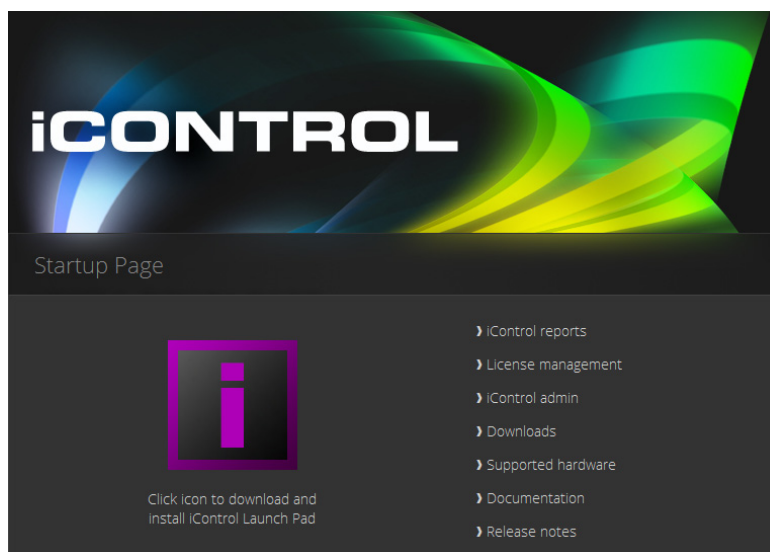 iCONTROL
Startup Page
i
Click icon to download and
install iControl Launch Pad
iControl reports
License management
iControl admin
Downloads
Supported hardware
Documentation
Release notes